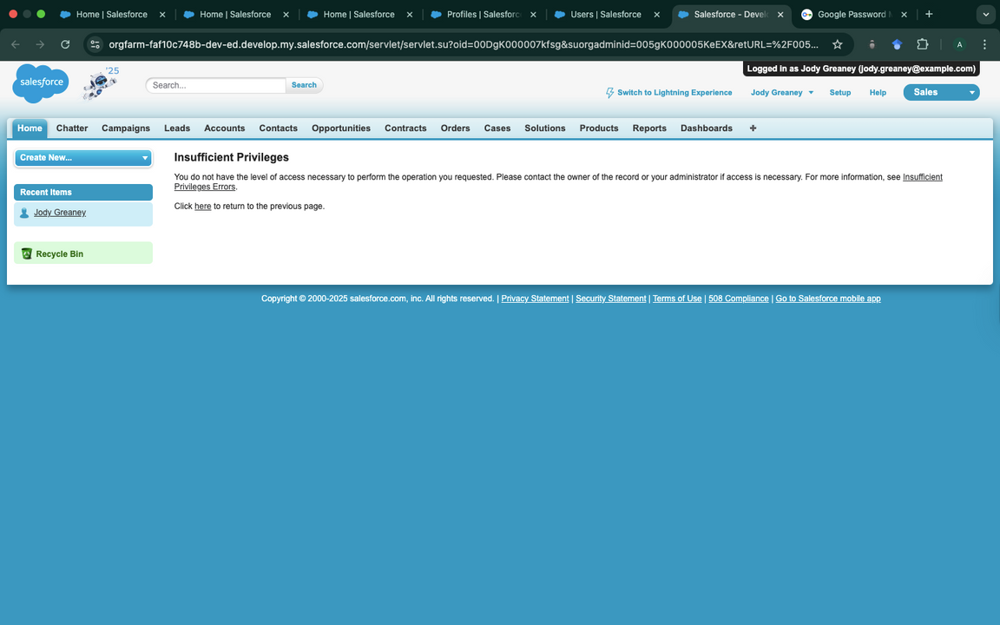 Home | Salesforce
Home | Salesforce
Home | Salesforce
Profiles | Salesforc
Users | Salesforce
Salesforce - Devel
Google Password
orgfarm-faf10c748b-dev-ed.develop.my.salesforce.com/servlet/servlet.su?oid=00DgK000007kfsg&suorgadminid=005gK000005KeEX&retURL=%2F005...
A
Logged in as Jody Greaney (jody.greaney@example.com)
salesforce
'25
Search...
Search
Switch to Lightning Experience
Jody Greaney
Setup
Help
Sales
Home Chatter Campaigns Leads Accounts Contacts Opportunities Contracts Orders Cases Solutions Products Reports Dashboards
Create New...
Recent Items
Jody Greaney
Recycle Bin
Insufficient Privileges
You do not have the level of access necessary to perform the operation you requested. Please contact the owner of the record or your administrator if access is necessary. For more information, see Insufficient
Privileges Errors.
Click here to return to the previous page.
Copyright © 2000-2025 salesforce.com, inc. All rights reserved. | Privacy Statement | Security Statement | Terms of Use | 508 Compliance | Go to Salesforce mobile app